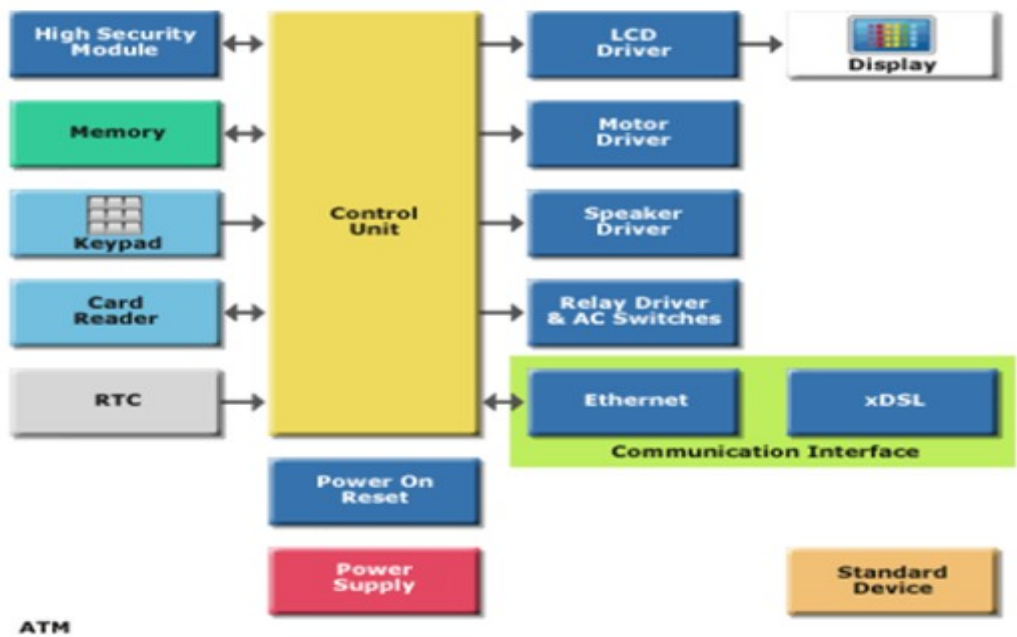 High Security
Module
LCD
Driver
Display
Memory
Motor
Driver
Control
Unit
Keypad
Speaker
Driver
Card
Reader
Relay Driver
& AC Switches
RTC
Ethernet
xDSL
Communication Interface
Power On
Reset
Power
Supply
Standard
Device
ATM